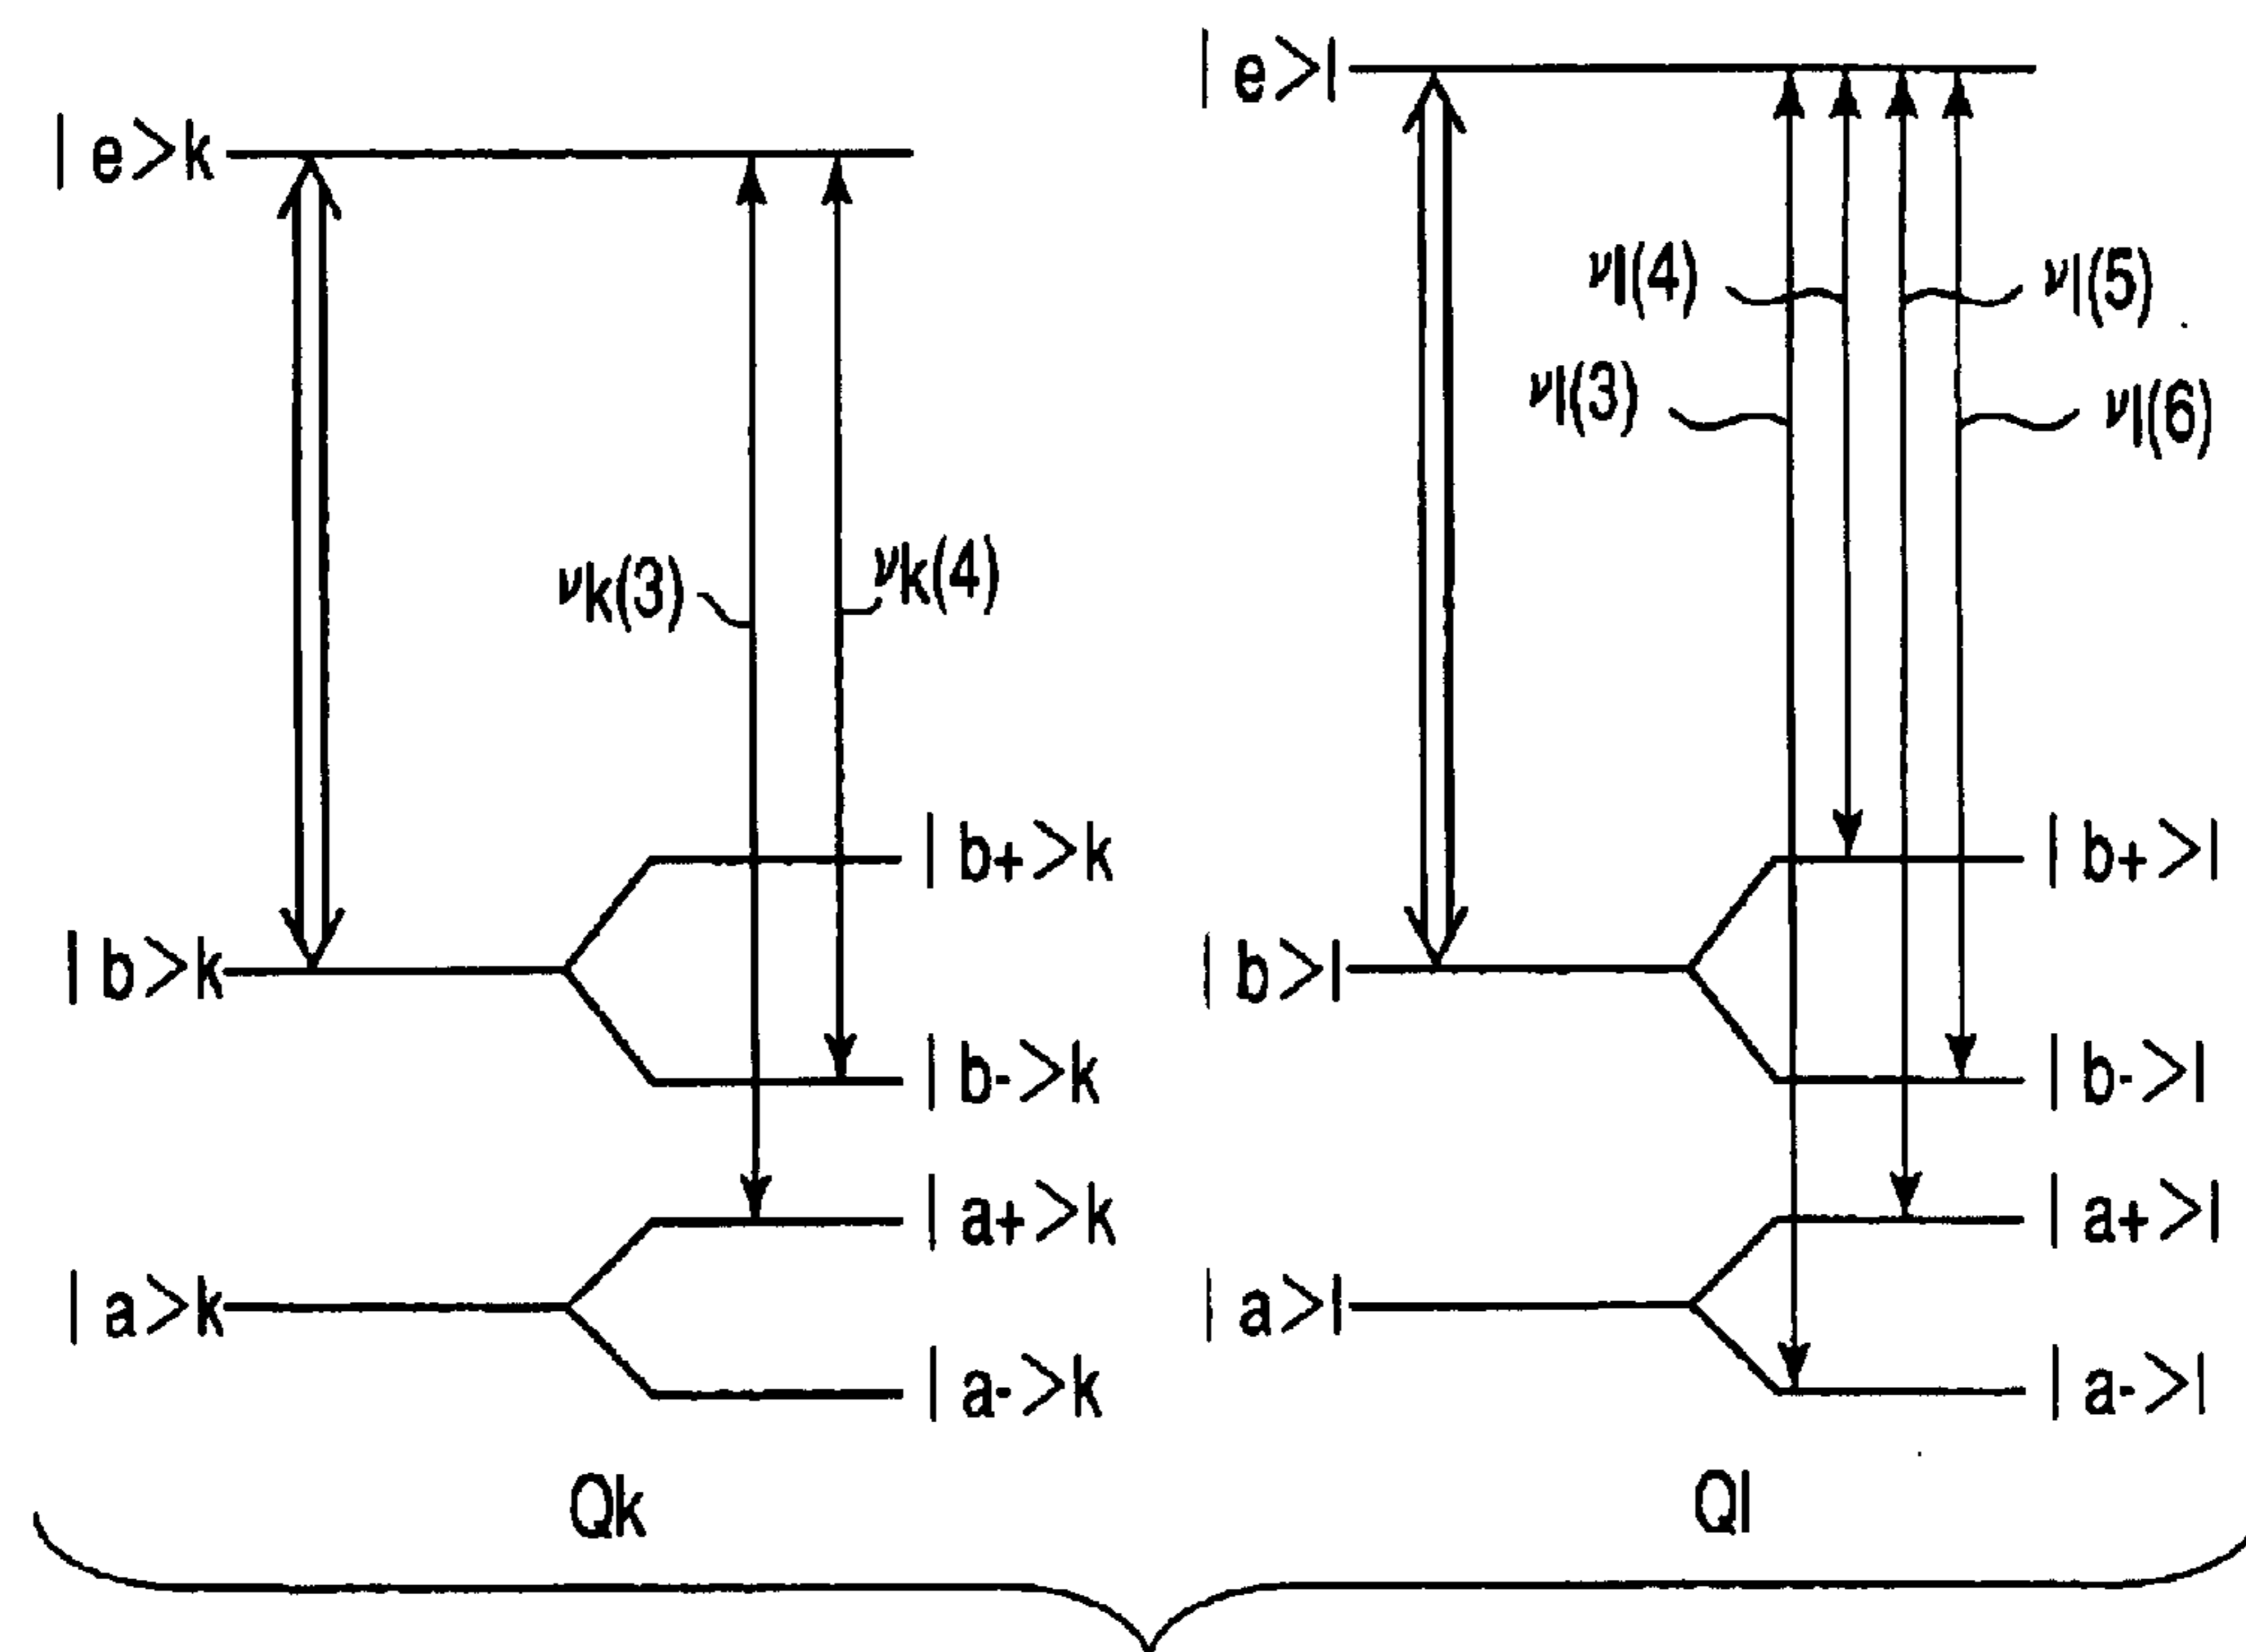 | e>k
νk(3)
νk(4)
| b+>k
| b>k
| b->k
| a+>k
| a>k
| a->k
Qk
| e>l
νl(4)
νl(5)
νl(3)
νl(6)
| b+>l
| b>l
| b->l
| a+>l
| a>l
| a->l
Ql